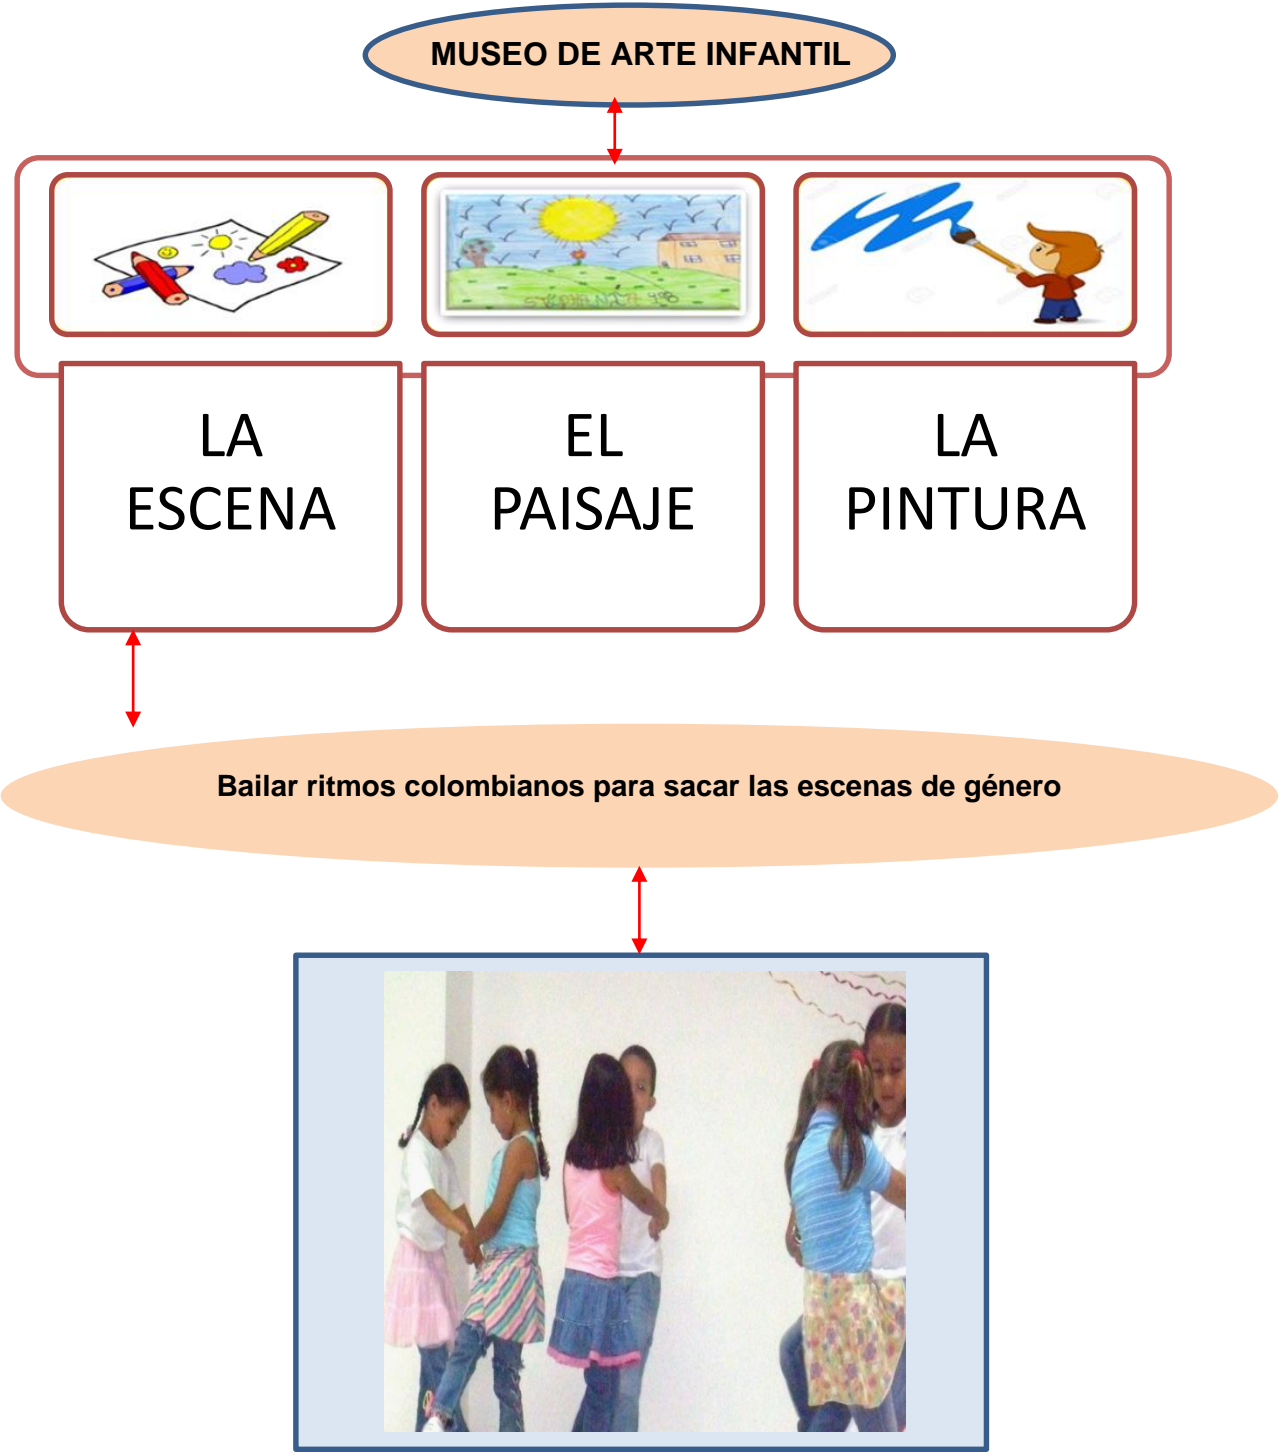 MUSEO DE ARTE INFANTIL
LA
ESCENA
EL
PAISAJE
LA
PINTURA
Bailar ritmos colombianos para sacar las escenas de género